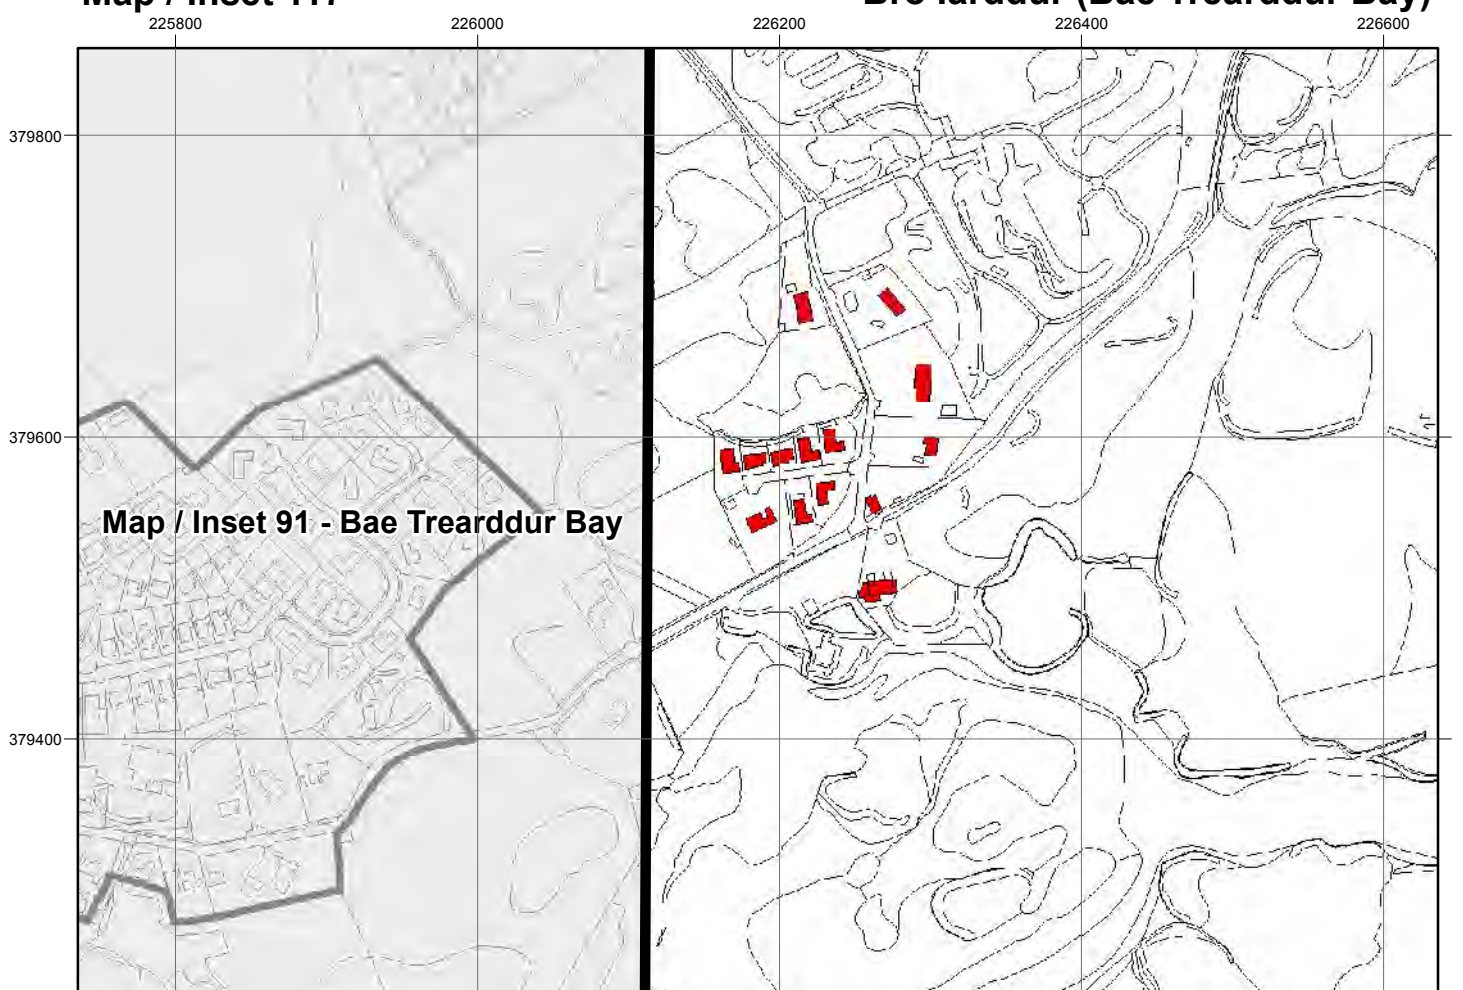 Map / Inset 117
Bro Iarddur (Bae Trearddur Bay)
225800 226000 226200 226400 226600
379800
379600
Map / Inset 91 - Bae Trearddur Bay
379400